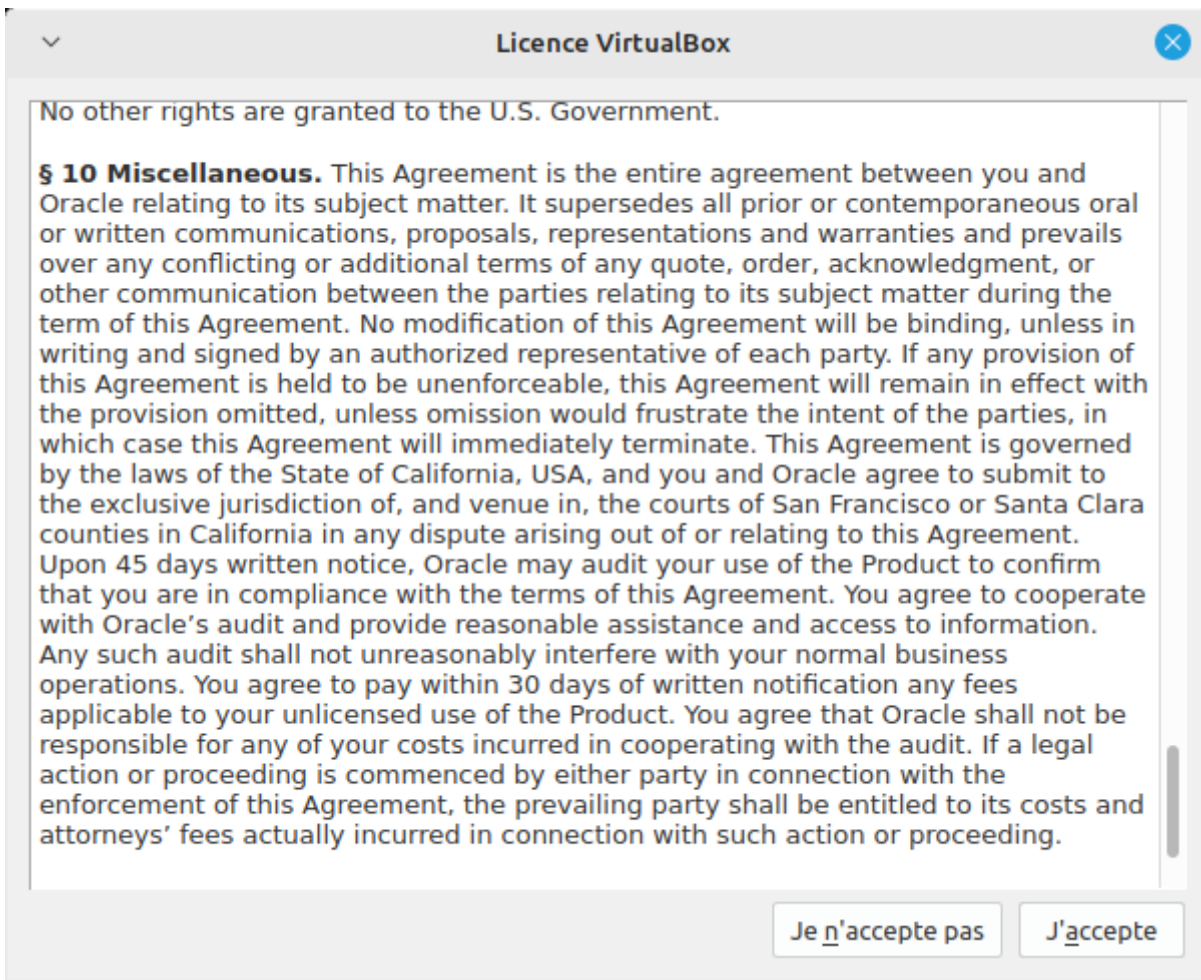 Licence VirtualBox
No other rights are granted to the U.S. Government.
§ 10 Miscellaneous. This Agreement is the entire agreement between you and
Oracle relating to its subject matter. It supersedes all prior or contemporaneous oral
or written communications, proposals, representations and warranties and prevails
over any conflicting or additional terms of any quote, order, acknowledgment, or
other communication between the parties relating to its subject matter during the
term of this Agreement. No modification of this Agreement will be binding, unless in
writing and signed by an authorized representative of each party. If any provision of
this Agreement is held to be unenforceable, this Agreement will remain in effect with
the provision omitted, unless omission would frustrate the intent of the parties, in
which case this Agreement will immediately terminate. This Agreement is governed
by the laws of the State of California, USA, and you and Oracle agree to submit to
the exclusive jurisdiction of, and venue in, the courts of San Francisco or Santa Clara
counties in California in any dispute arising out of or relating to this Agreement.
Upon 45 days written notice, Oracle may audit your use of the Product to confirm
that you are in compliance with the terms of this Agreement. You agree to cooperate
with Oracle’s audit and provide reasonable assistance and access to information.
Any such audit shall not unreasonably interfere with your normal business
operations. You agree to pay within 30 days of written notification any fees
applicable to your unlicensed use of the Product. You agree that Oracle shall not be
responsible for any of your costs incurred in cooperating with the audit. If a legal
action or proceeding is commenced by either party in connection with the
enforcement of this Agreement, the prevailing party shall be entitled to its costs and
attorneys’ fees actually incurred in connection with such action or proceeding.
Je n'accepte pas
J'accepte